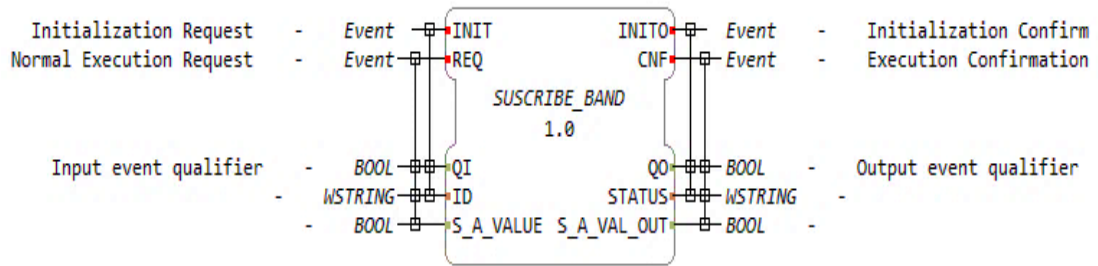 Initialization Request - Event INIT INITO Event - Initialization Confirm
Normal Execution Request - Event REQ CNF Event - Execution Confirmation
SUSCRIBE_BAND
1.0
Input event qualifier - BOOL QI QO BOOL - Output event qualifier
- WSTRING ID STATUS WSTRING -
- BOOL S_A_VALUE S_A_VAL_OUT BOOL -